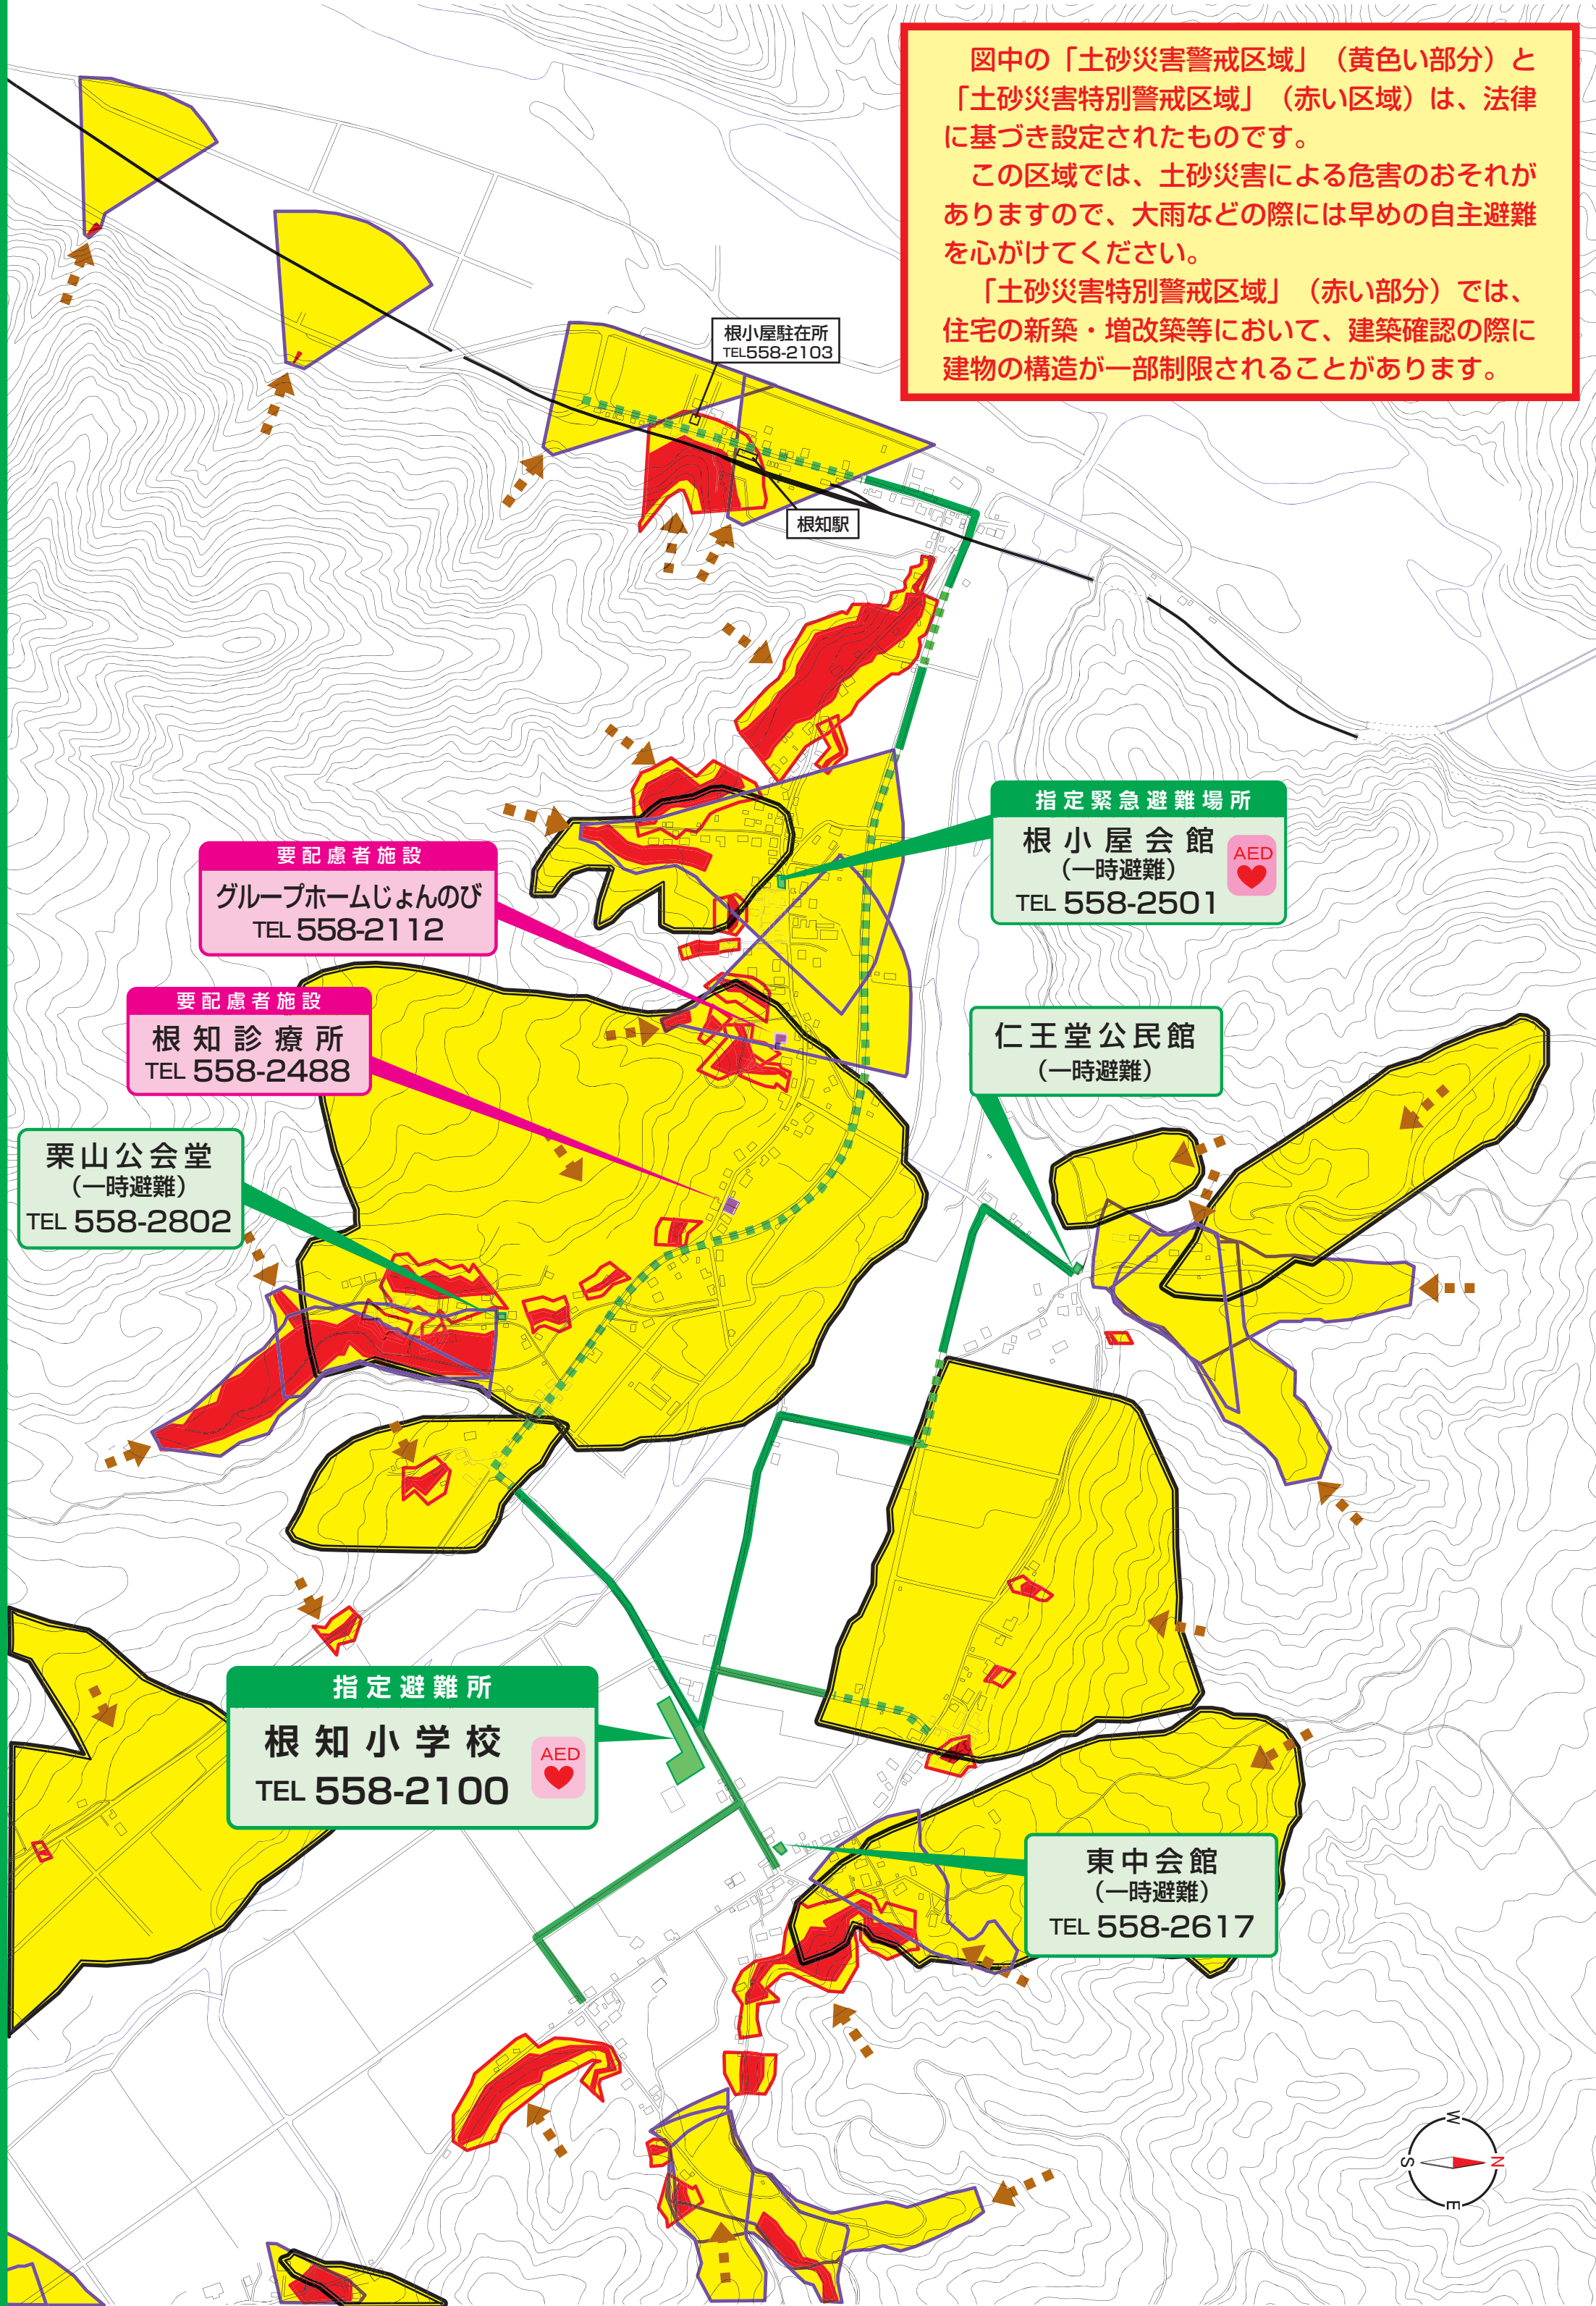 図中の「土砂災害警戒区域」（黄色い部分）と
「土砂災害特別警戒区域」（赤い区域）は、法律
に基づき設定されたものです。
この区域では、土砂災害による危害のおそれが
ありますので、大雨などの際には早めの自主避難
を心がけてください。
「土砂災害特別警戒区域」（赤い部分）では、
住宅の新築・増改築等において、建築確認の際に
建物の構造が一部制限されることがあります。
根小屋駐在所
TEL558-2103
根知駅
指定緊急避難場所
根小屋会館
（一時避難）
TEL 558-2501
AED
要配慮者施設
グループホームじょんのび
TEL 558-2112
要配慮者施設
根知診療所
TEL 558-2488
仁王堂公民館
（一時避難）
栗山公会堂
（一時避難）
TEL 558-2802
指定避難所
根知小学校
TEL 558-2100
AED
東中会館
（一時避難）
TEL 558-2617
W
S
N
E